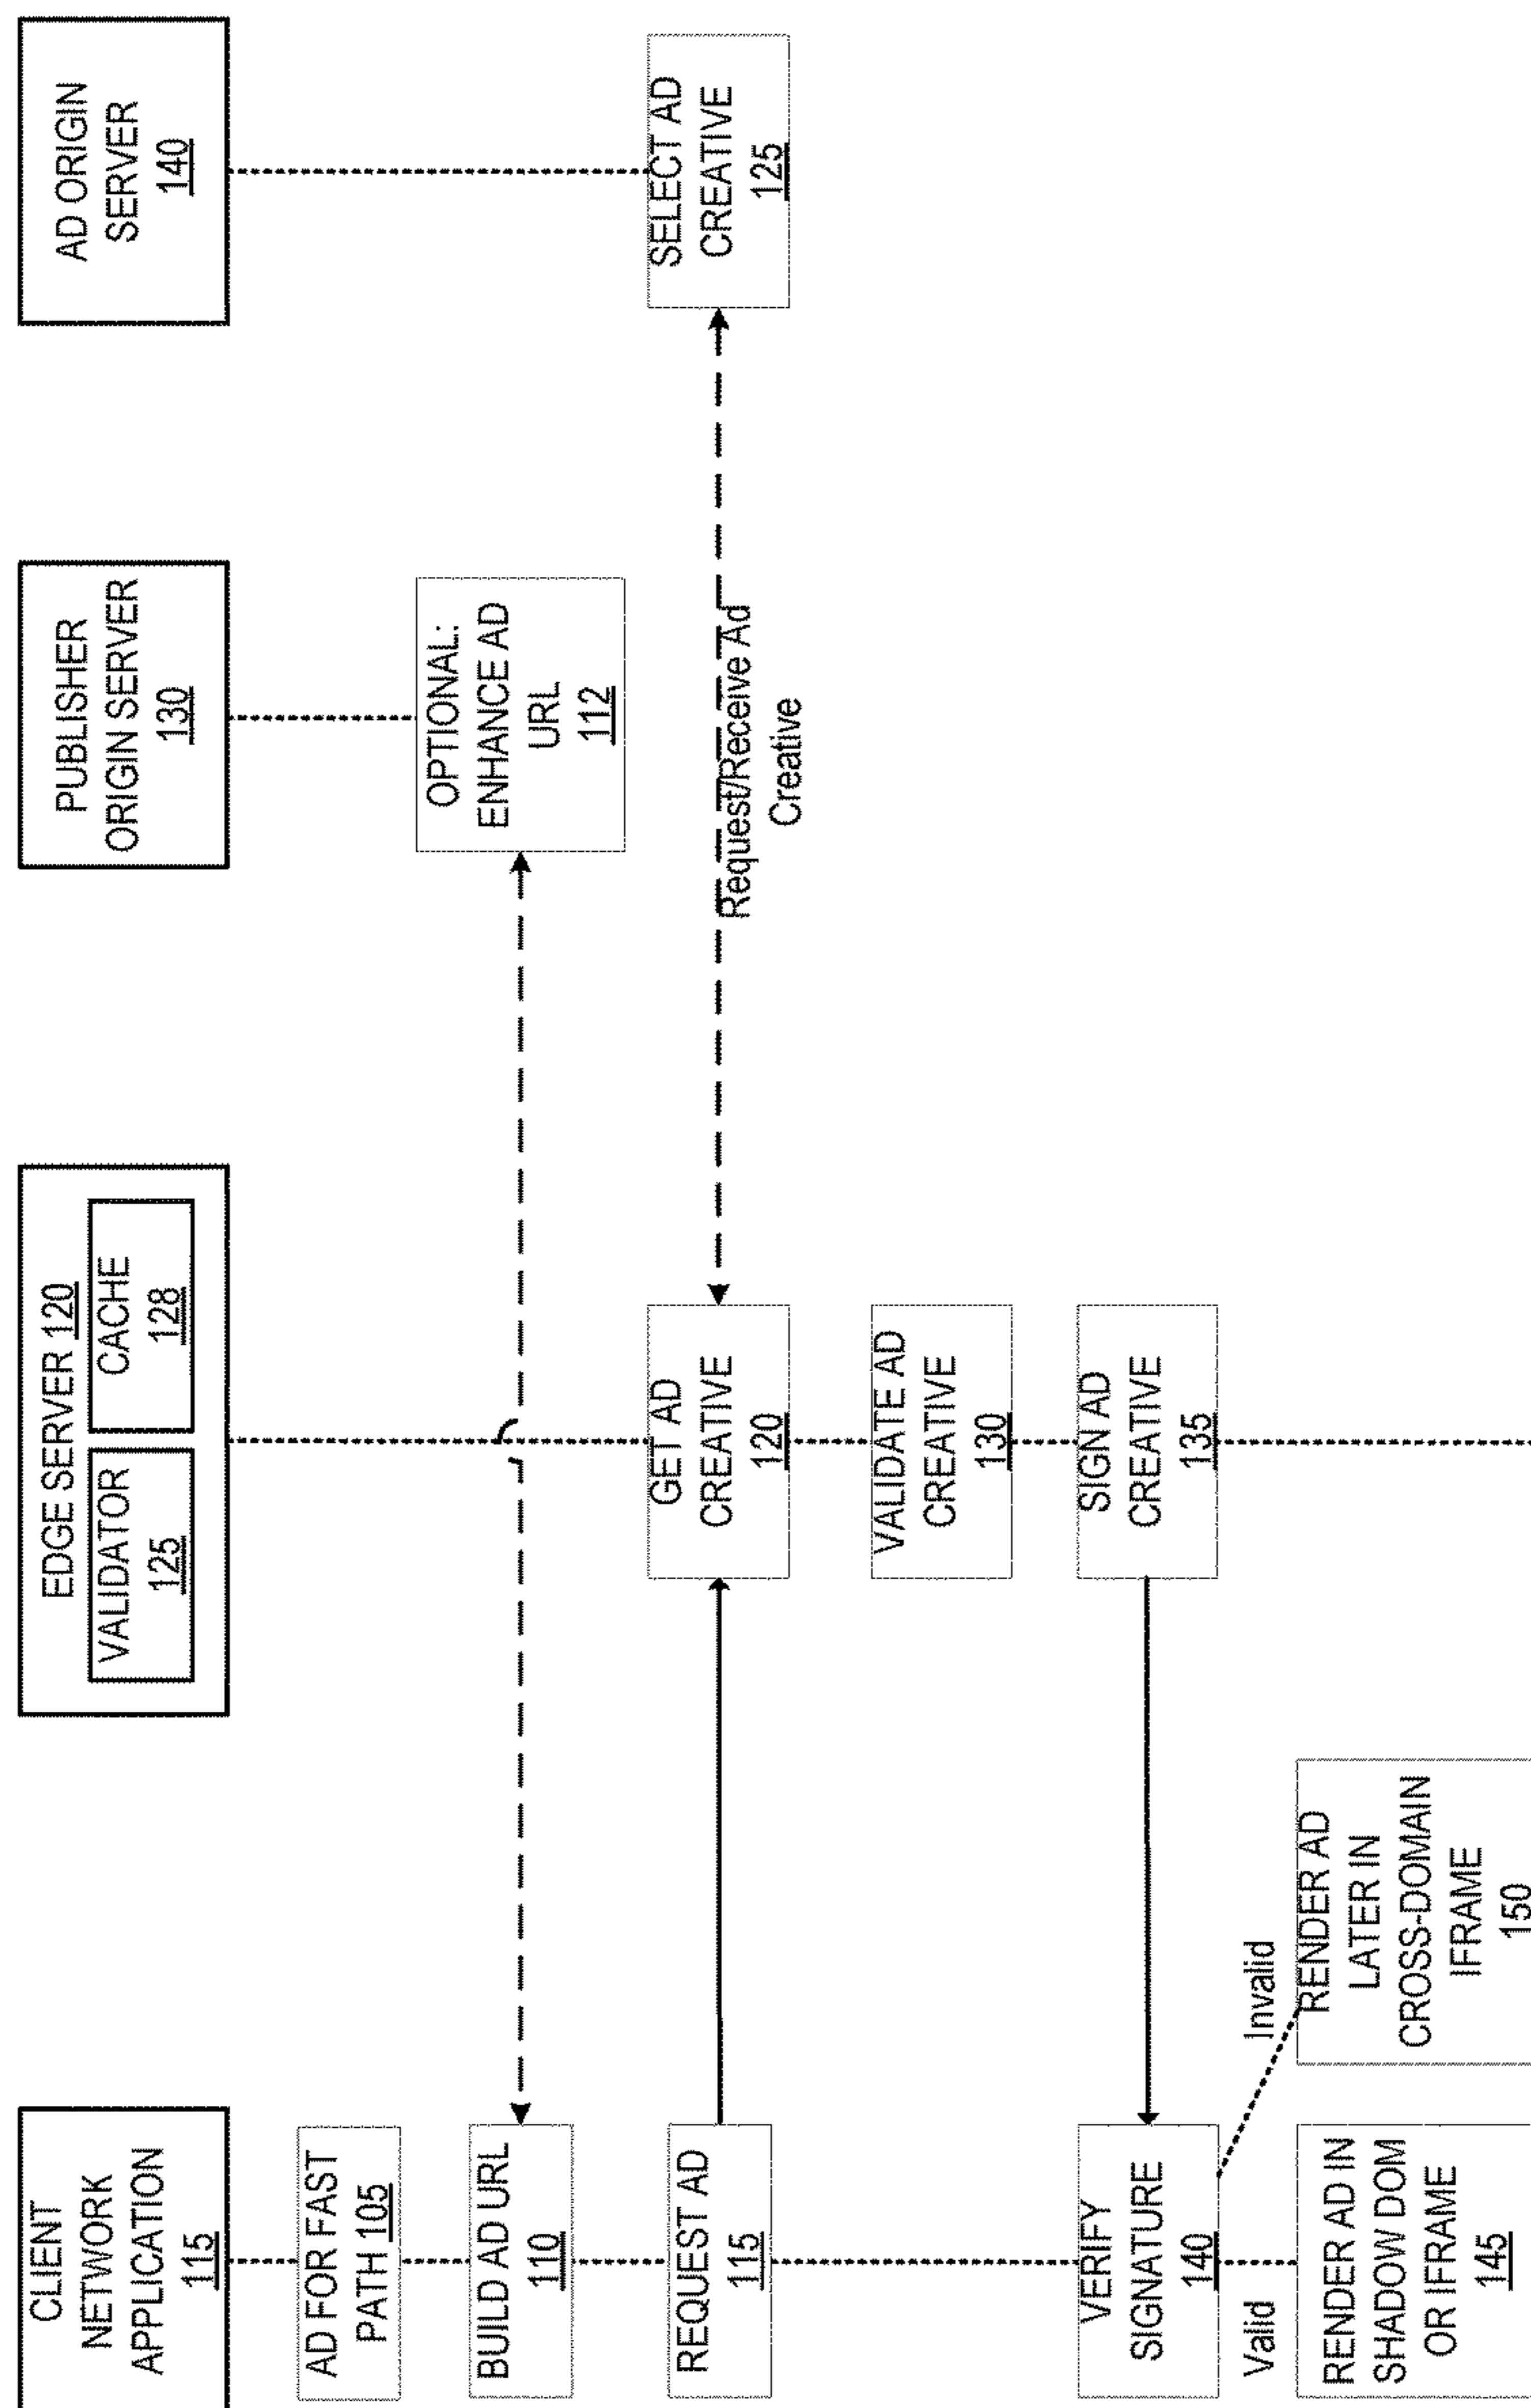 CLIENT
NETWORK
APPLICATION
115
EDGE SERVER 120
VALIDATOR
125
CACHE
128
PUBLISHER
ORIGIN SERVER
130
AD ORIGIN
SERVER
140
AD FOR FAST
PATH 105
BUILD AD URL
110
OPTIONAL:
ENHANCE AD
URL
112
REQUEST AD
115
GET AD
CREATIVE
120
Request/Receive Ad
Creative
SELECT AD
CREATIVE
125
VALIDATE AD
CREATIVE
130
SIGN AD
CREATIVE
135
VERIFY
SIGNATURE
140
Valid
Invalid
RENDER AD IN
SHADOW DOM
OR IFRAME
145
RENDER AD
LATER IN
CROSS-DOMAIN
IFRAME
150